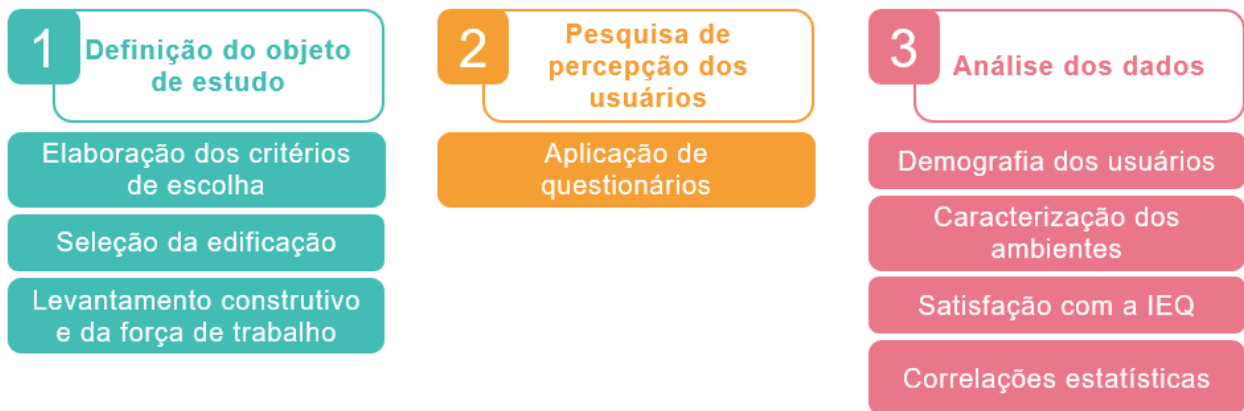 1
Definição do objeto
de estudo
Elaboração dos critérios
de escolha
Seleção da edificação
Levantamento construtivo
e da força de trabalho
2
Pesquisa de
percepção dos
usuários
Aplicação de
questionários
3
Análise dos dados
Demografia dos usuários
Caracterização dos
ambientes
Satisfação com a IEQ
Correlações estatísticas